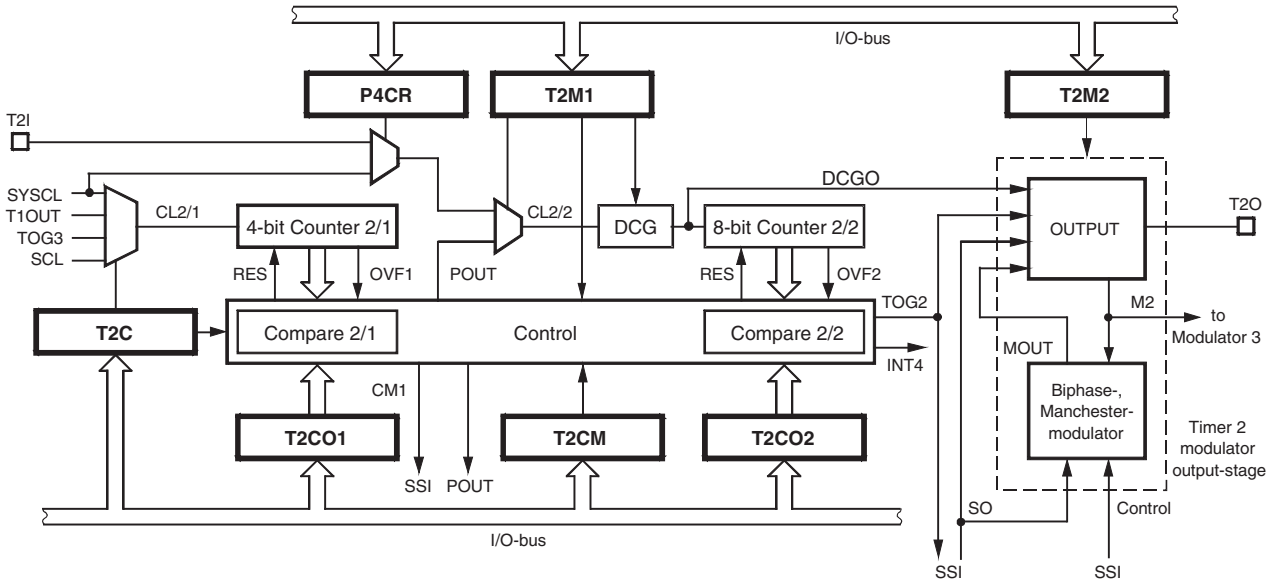 I/O-bus
P4CR
T2M1
T2M2
T2I
SYSCL
T1OUT
TOG3
SCL
CL2/1
4-bit Counter 2/1
CL2/2
DCG
DCGO
8-bit Counter 2/2
OUTPUT
T2O
RES
OVF1
POUT
RES
OVF2
TOG2
T2C
Compare 2/1
Control
Compare 2/2
INT4
M2
to
Modulator 3
MOUT
CM1
T2CO1
T2CM
T2CO2
Biphase-,
Manchester-
modulator
Timer 2
modulator
output-stage
SSI
POUT
SO
Control
I/O-bus
SSI
SSI